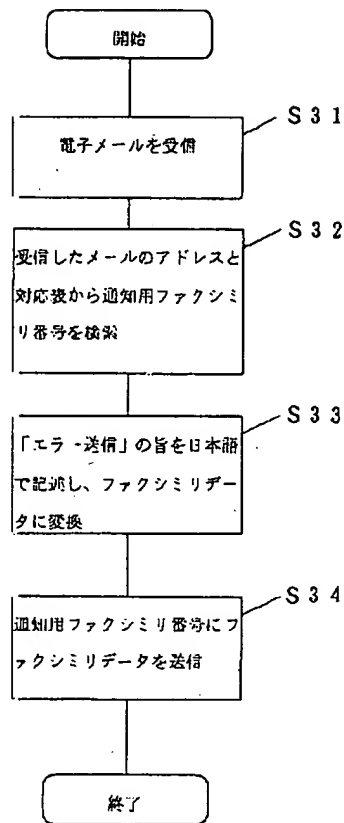 開始
S31
電子メールを受信
S32
受信したメールのアドレスと
対応表から通知用ファクシミ
リ番号を検索
S33
「エラー送信」の旨を日本語
で記述し、ファクシミリデー
タに変換
S34
通知用ファクシミリ番号にフ
ァクシミリデータを送信
終了